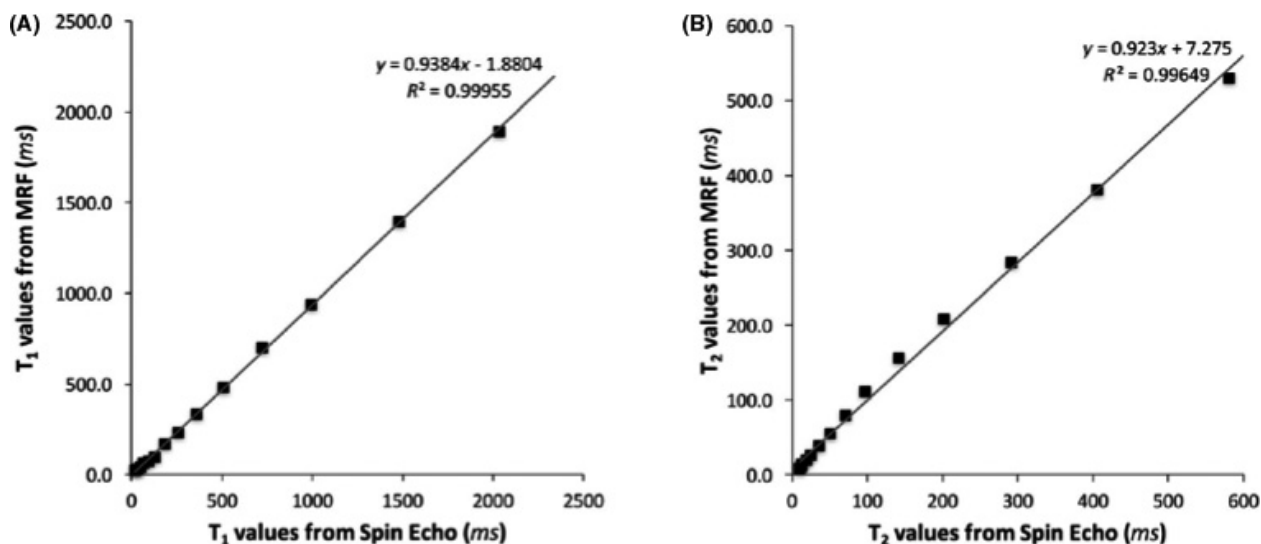 (A)
2500.0
2000.0
1500.0
1000.0
500.0
0.0
T₁ values from MRF (ms)
y = 0.9384x - 1.8804
R² = 0.99955
0 500 1000 1500 2000 2500
T₁ values from Spin Echo (ms)
(B)
600.0
500.0
400.0
300.0
200.0
100.0
0.0
T₂ values from MRF (ms)
y = 0.923x + 7.275
R² = 0.99649
0 100 200 300 400 500 600
T₂ values from Spin Echo (ms)